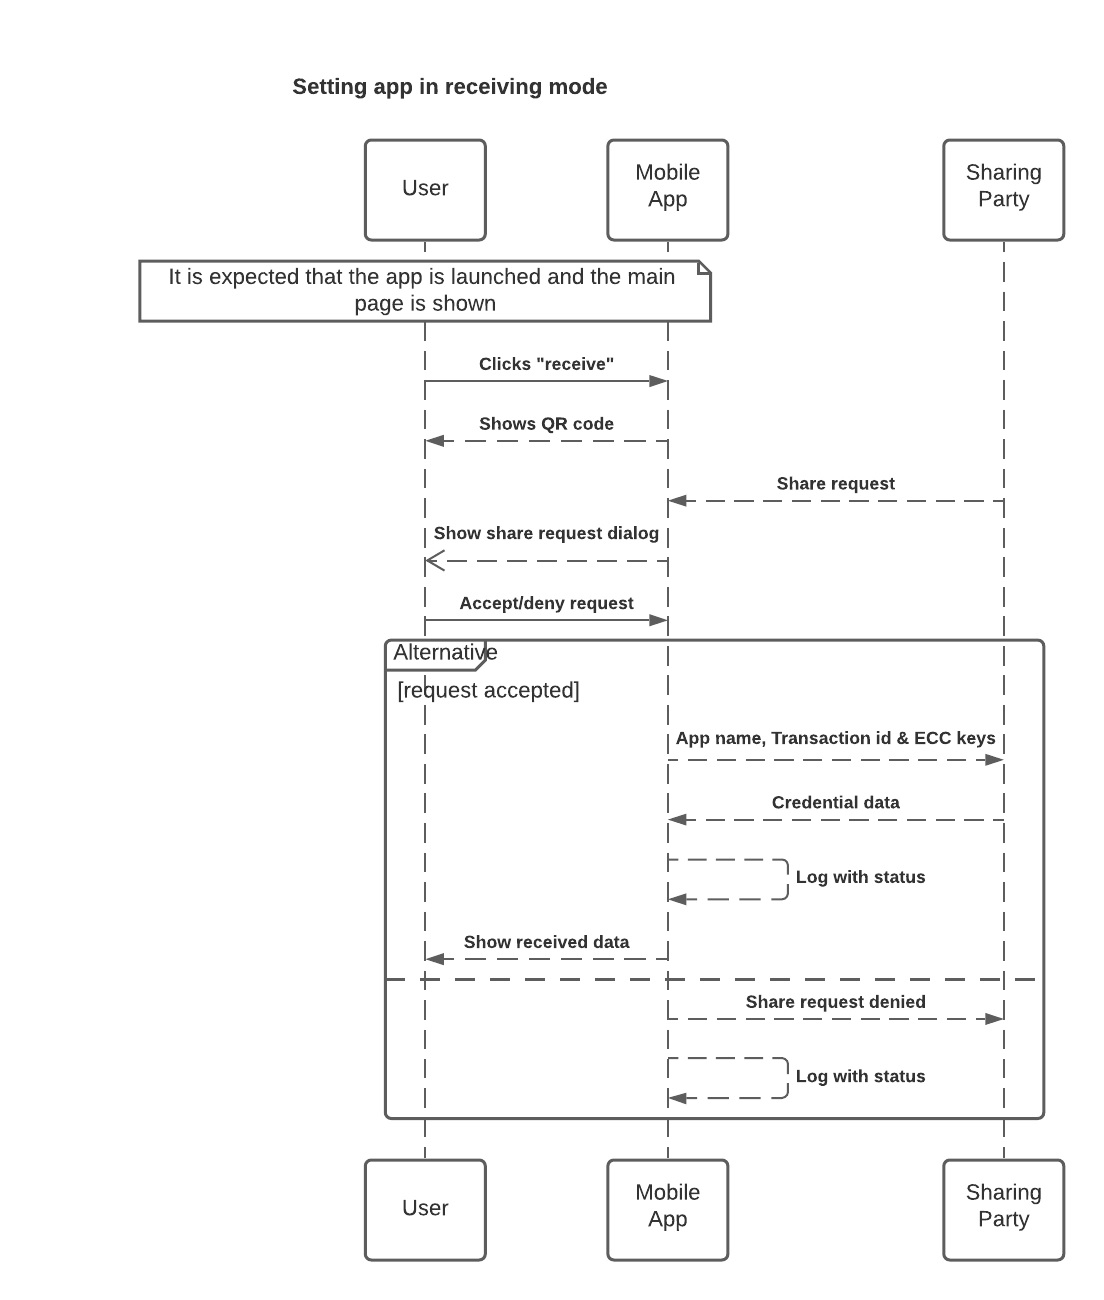 Setting app in receiving mode
User
Mobile
App
Sharing
Party
It is expected that the app is launched and the main
page is shown
Clicks "receive"
Shows QR code
Share request
Show share request dialog
Accept/deny request
Alternative
[request accepted]
App name, Transaction id & ECC keys
Credential data
Log with status
Show received data
Share request denied
Log with status
User
Mobile
App
Sharing
Party